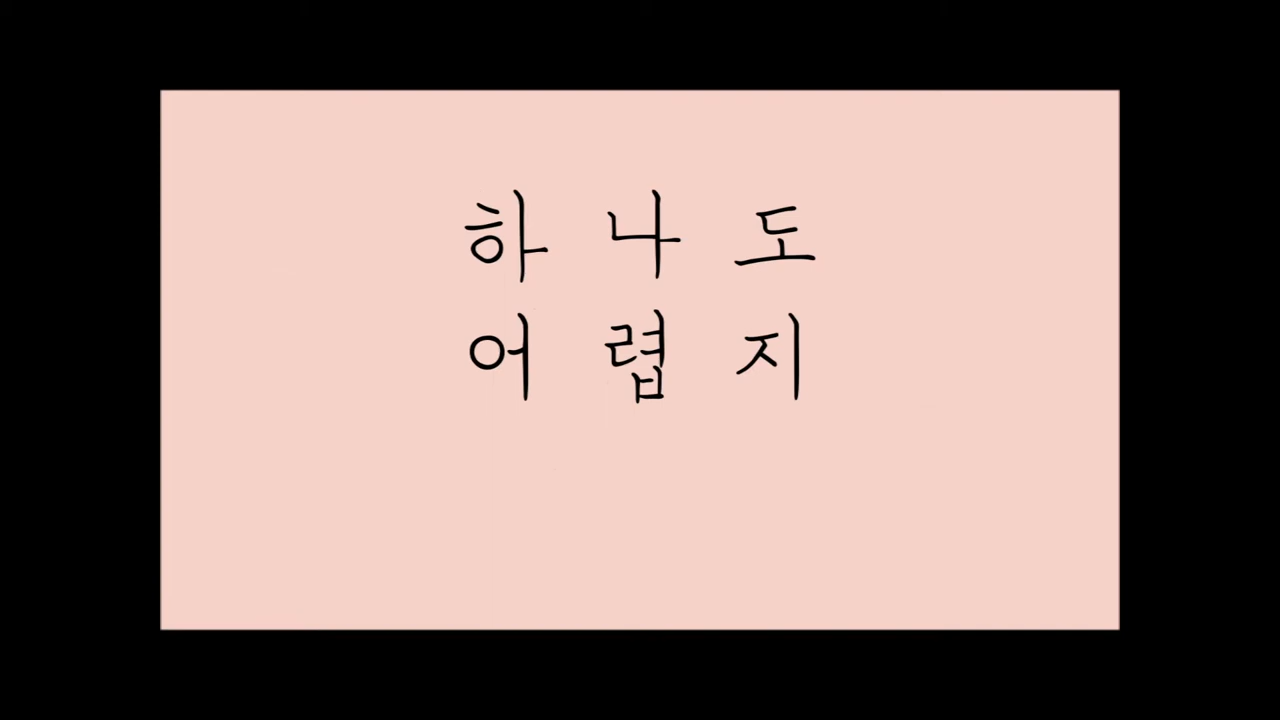 하 나 도
어 렵 지